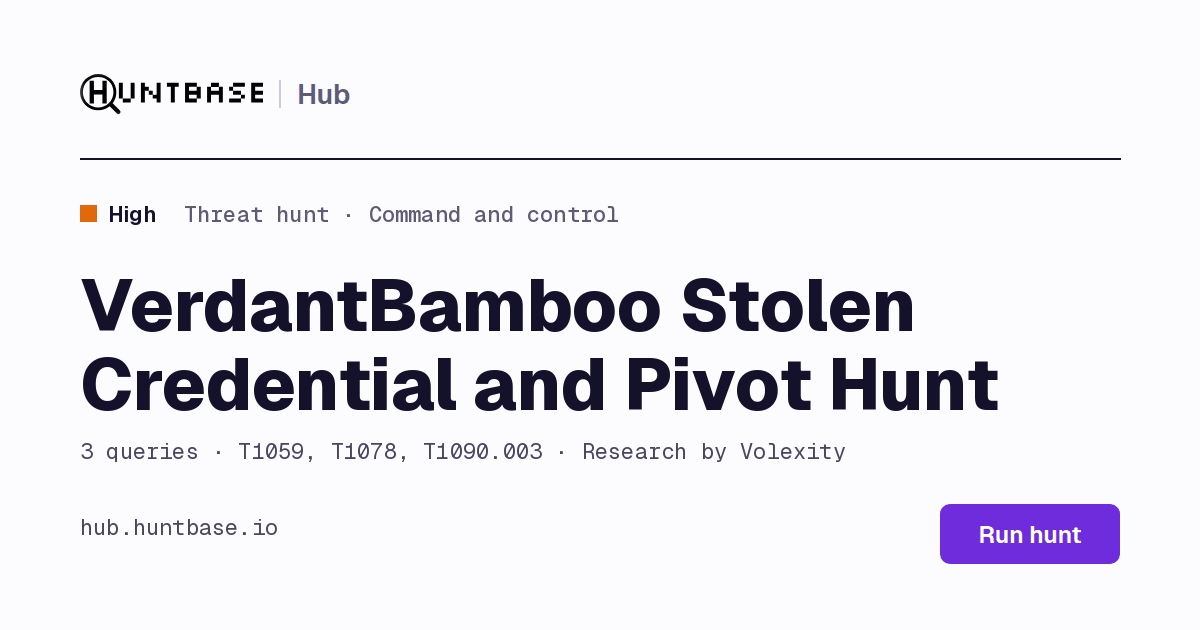 HUNTBASE Hub
High Threat hunt · Command and control
VerdantBamboo Stolen
Credential and Pivot Hunt
3 queries · T1059, T1078, T1090.003 · Research by Volexity
hub.huntbase.io
Run hunt